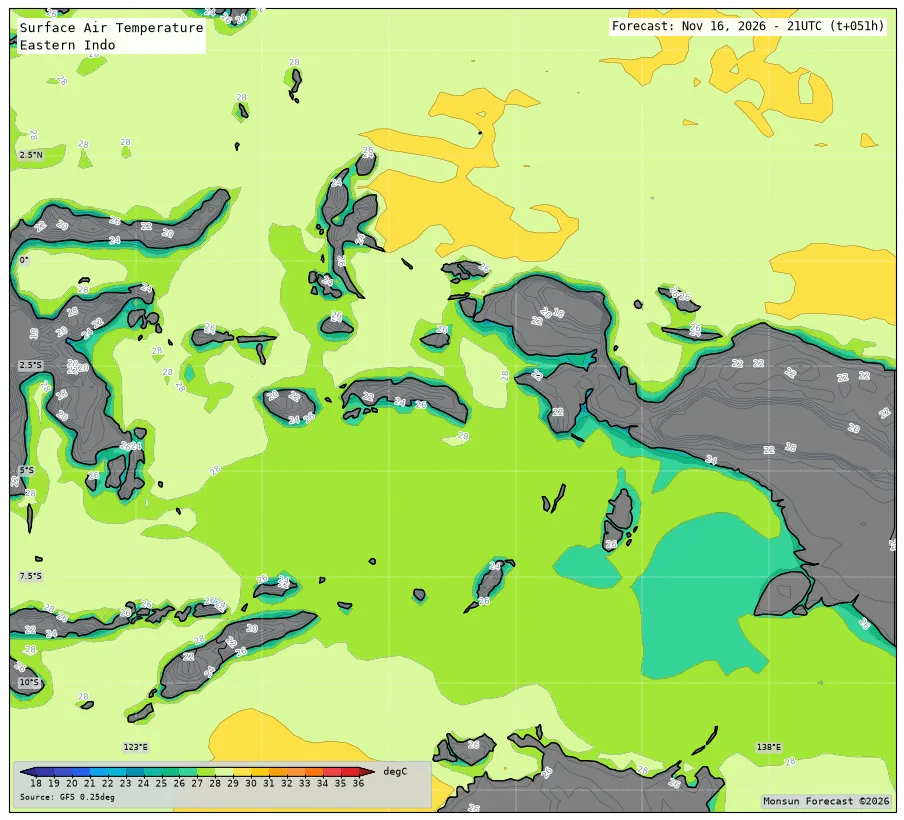 Surface Air Temperature
Eastern Indo
Forecast: Nov 16, 2026 - 21UTC (t+051h)
2.5°N
0°
2.5°S
5°S
7.5°S
10°S
123°E
138°E
degC
18 19 20 21 22 23 24 25 26 27 28 29 30 31 32 33 34 35 36
Source: GFS 0.25deg
Monsun Forecast ©2026